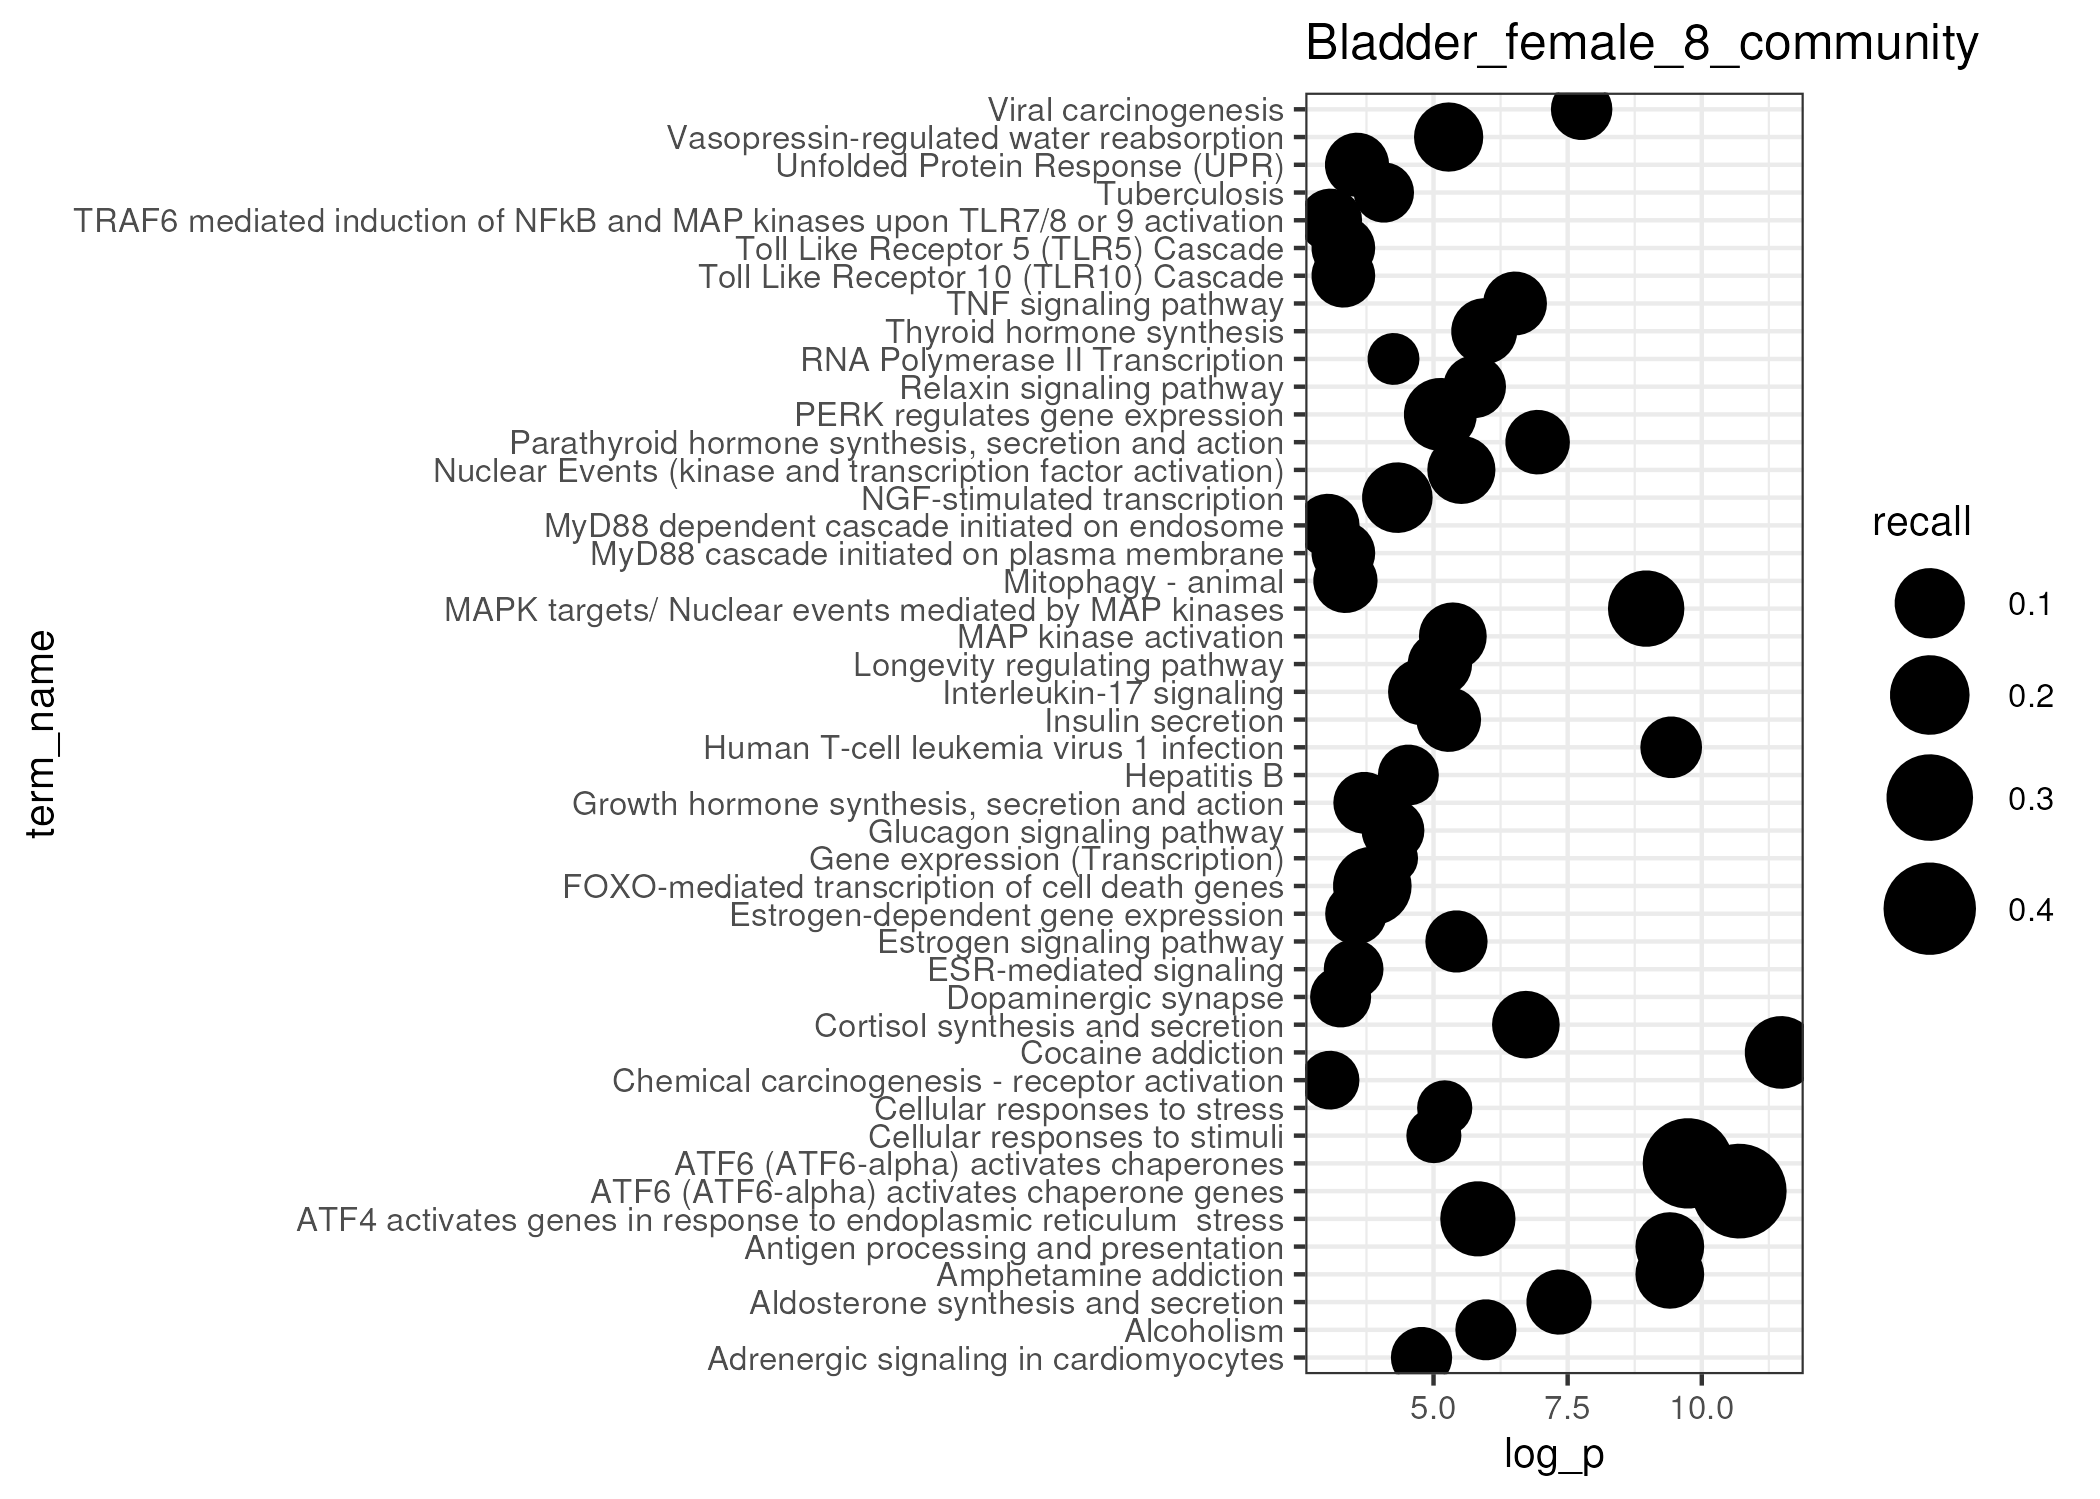 Bladder_female_8_community
Viral carcinogenesis
Vasopressin-regulated water reabsorption
Unfolded Protein Response (UPR)
Tuberculosis
TRAF6 mediated induction of NFkB and MAP kinases upon TLR7/8 or 9 activation
Toll Like Receptor 5 (TLR5) Cascade
Toll Like Receptor 10 (TLR10) Cascade
TNF signaling pathway
Thyroid hormone synthesis
RNA Polymerase II Transcription
Relaxin signaling pathway
PERK regulates gene expression
Parathyroid hormone synthesis, secretion and action
Nuclear Events (kinase and transcription factor activation)
NGF-stimulated transcription
MyD88 dependent cascade initiated on endosome
MyD88 cascade initiated on plasma membrane
Mitophagy - animal
MAPK targets/ Nuclear events mediated by MAP kinases
MAP kinase activation
Longevity regulating pathway
Interleukin-17 signaling
Insulin secretion
Human T-cell leukemia virus 1 infection
Hepatitis B
Growth hormone synthesis, secretion and action
Glucagon signaling pathway
Gene expression (Transcription)
FOXO-mediated transcription of cell death genes
Estrogen-dependent gene expression
Estrogen signaling pathway
ESR-mediated signaling
Dopaminergic synapse
Cortisol synthesis and secretion
Cocaine addiction
Chemical carcinogenesis - receptor activation
Cellular responses to stress
Cellular responses to stimuli
ATF6 (ATF6-alpha) activates chaperones
ATF6 (ATF6-alpha) activates chaperone genes
ATF4 activates genes in response to endoplasmic reticulum  stress
Antigen processing and presentation
Amphetamine addiction
Aldosterone synthesis and secretion
Alcoholism
Adrenergic signaling in cardiomyocytes
term_name
5.0
7.5
10.0
log_p
recall
0.1
0.2
0.3
0.4